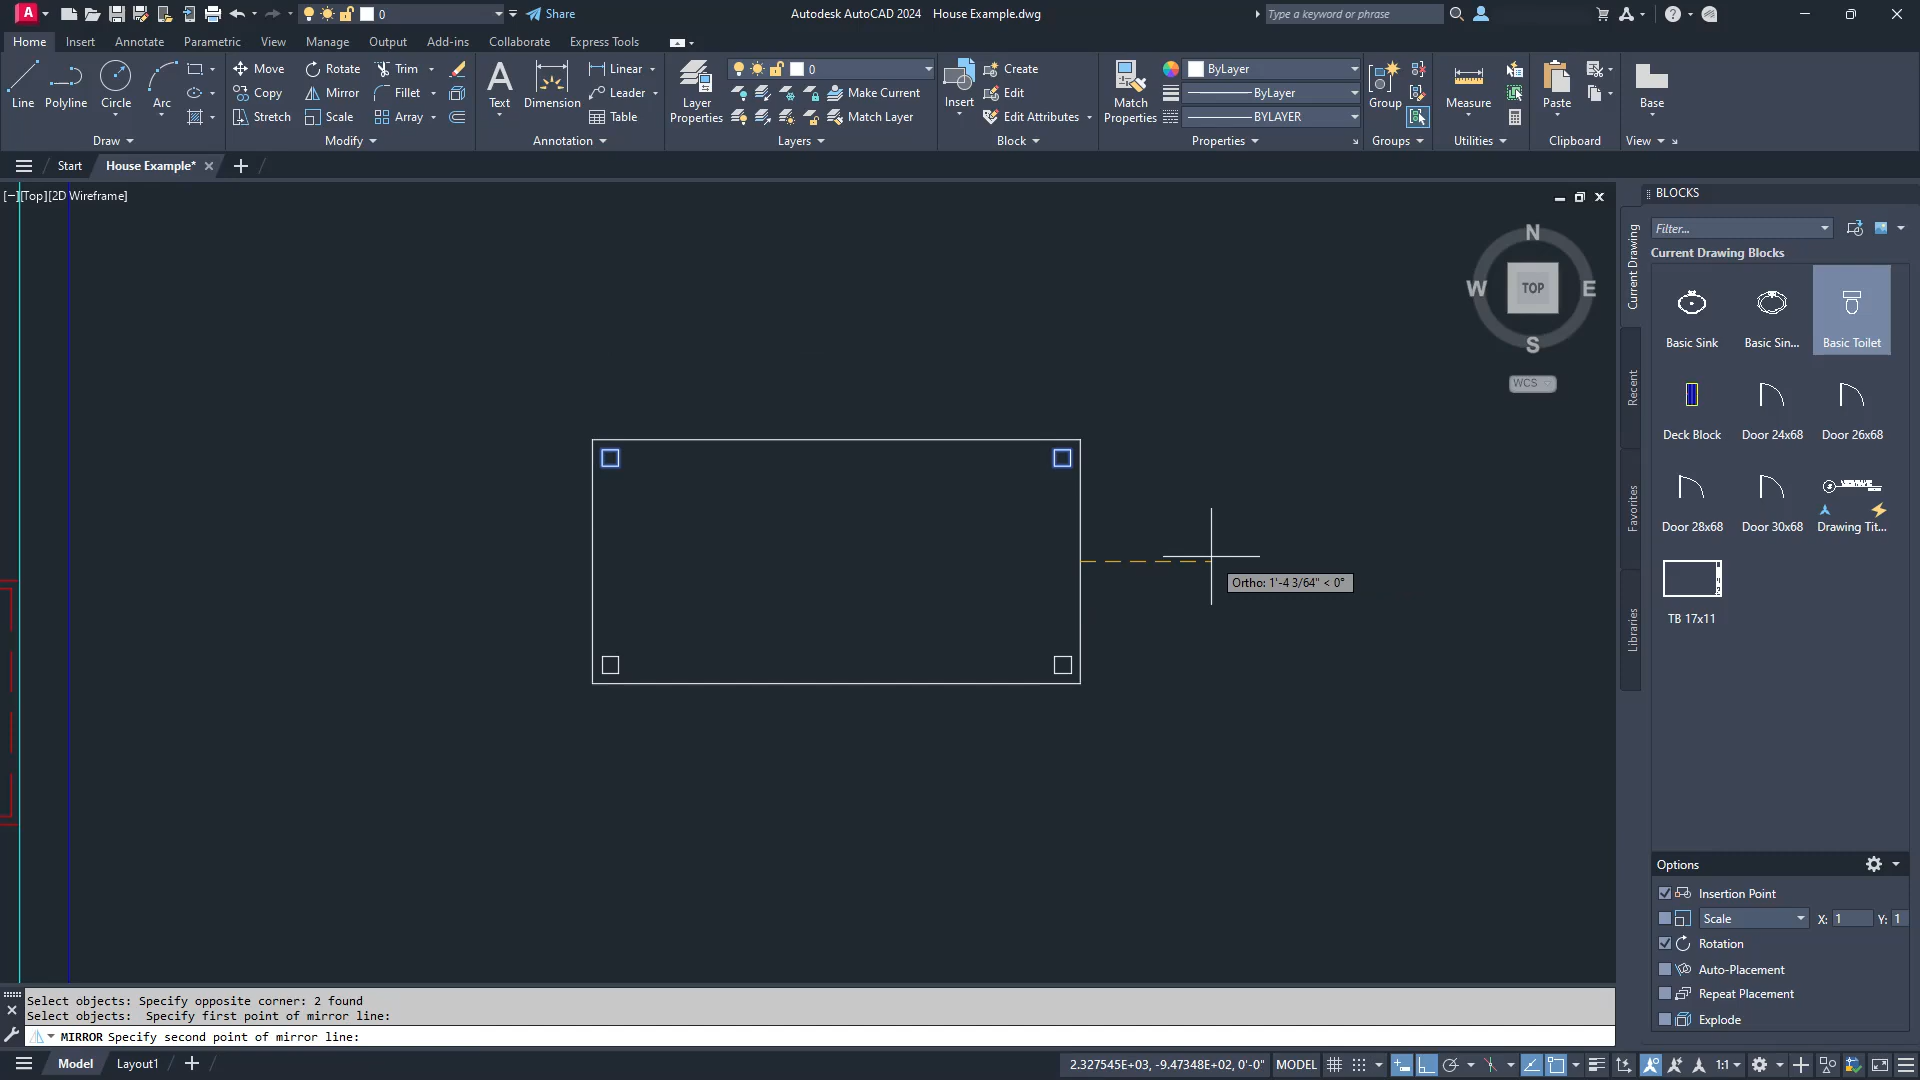 A 0 Share Autodesk AutoCAD 2024 House Example.dwg Type a keyword or phrase
Home Insert Annotate Parametric View Manage Output Add-ins Collaborate Express Tools
Line Polyline Circle Arc
Move Rotate Trim
Copy Mirror Fillet
Stretch Scale Array
Text Dimension
Linear
Leader
Table
Layer Properties
0
Make Current
Match Layer
Insert
Create
Edit
Edit Attributes
Match Properties
ByLayer
ByLayer
BYLAYER
Group
Measure
Paste
Base
Draw Modify Annotation Layers Block Properties Groups Utilities Clipboard View
Start House Example*
[−][Top][2D Wireframe]
N
W TOP E
S
WCS
Ortho: 1'-4 3/64" < 0°
BLOCKS
Filter...
Current Drawing Blocks
Current Drawing
Recent
Favorites
Libraries
Basic Sink Basic Sin... Basic Toilet
Deck Block Door 24x68 Door 26x68
Door 28x68 Door 30x68 Drawing Tit...
TB 17x11
Options
Insertion Point
Scale X: 1 Y: 1
Rotation
Auto-Placement
Repeat Placement
Explode
Select objects: Specify opposite corner: 2 found
Select objects:  Specify first point of mirror line:
MIRROR Specify second point of mirror line:
Model Layout1
2.327545E+03, -9.47348E+02, 0'-0" MODEL 1:1